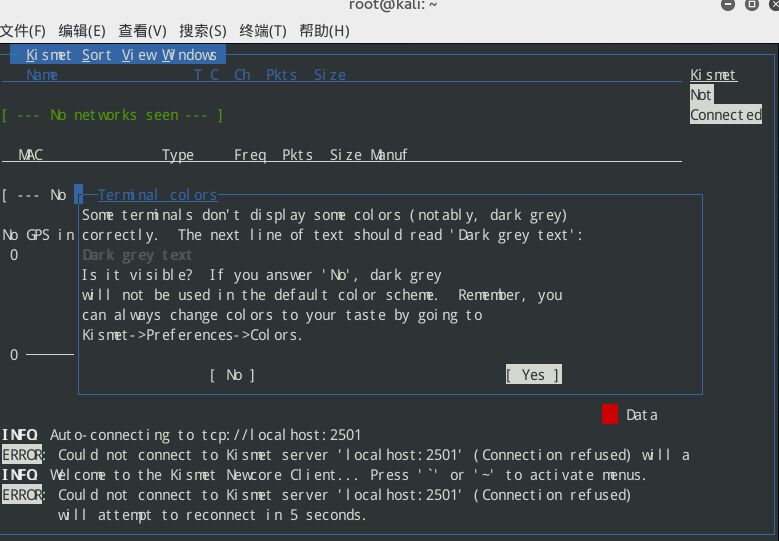 root@kali: ~
文件(F) 编辑(E) 查看(V) 搜索(S) 终端(T) 帮助(H)
Kismet Sort View Windows
Name T C Ch Pkts Size
Kismet
Not
Connected
[ --- No networks seen --- ]
MAC Type Freq Pkts Size Manuf
[ --- No
Terminal colors
Some terminals don't display some colors (notably, dark grey)
No GPS in
correctly. The next line of text should read 'Dark grey text':
0
Dark grey text
Is it visible? If you answer 'No', dark grey
will not be used in the default color scheme. Remember, you
can always change colors to your taste by going to
Kismet->Preferences->Colors.
0
[ No ] [ Yes ]
Data
INFO: Auto-connecting to tcp://localhost:2501
ERROR: Could not connect to Kismet server 'localhost:2501' (Connection refused) will a
INFO: Welcome to the Kismet Newcore Client... Press '`' or '~' to activate menus.
ERROR: Could not connect to Kismet server 'localhost:2501' (Connection refused)
will attempt to reconnect in 5 seconds.